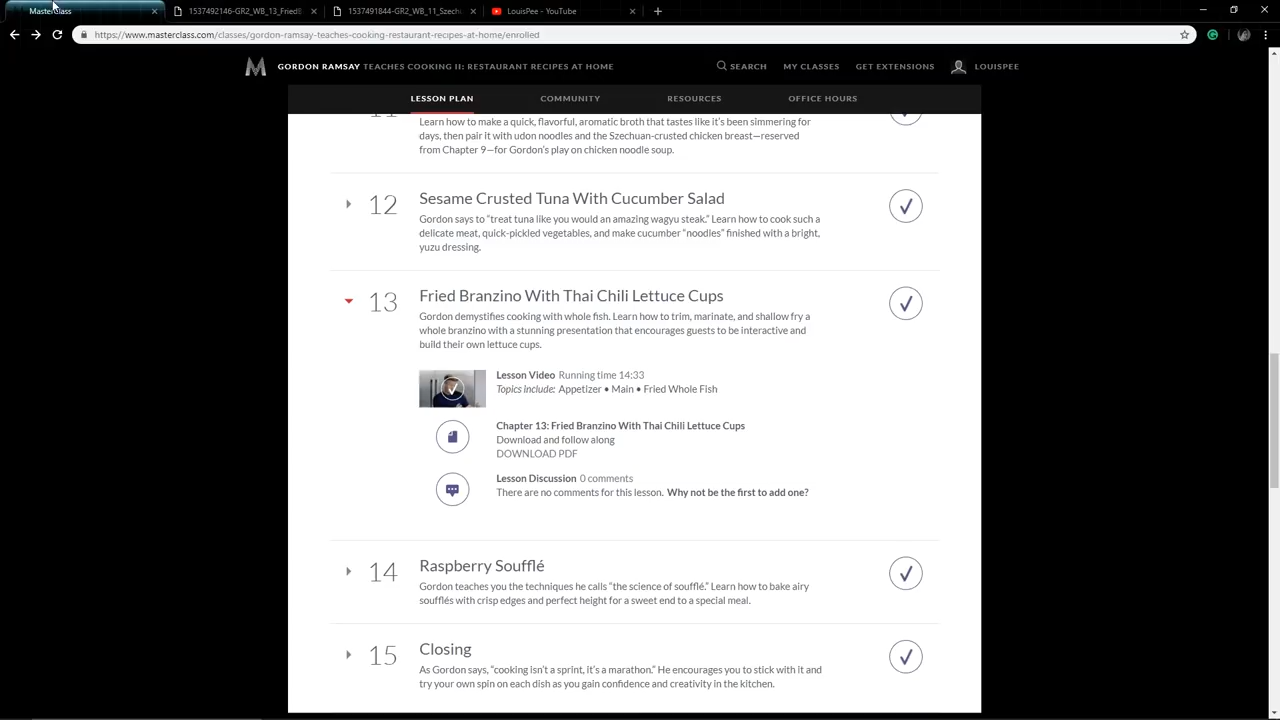 MasterClass
1537492146-GR2_WB_13_FriedB
1537491844-GR2_WB_11_Szech
LouisPee - YouTube
https://www.masterclass.com/classes/gordon-ramsay-teaches-cooking-restaurant-recipes-at-home/enrolled
GORDON RAMSAY TEACHES COOKING II: RESTAURANT RECIPES AT HOME
SEARCH
MY CLASSES
GET EXTENSIONS
LOUISPEE
LESSON PLAN
COMMUNITY
RESOURCES
OFFICE HOURS
11
Learn how to make a quick, flavorful, aromatic broth that tastes like it's been simmering for
days, then pair it with udon noodles and the Szechuan-crusted chicken breast—reserved
from Chapter 9—for Gordon's play on chicken noodle soup.
12
Sesame Crusted Tuna With Cucumber Salad
Gordon says to "treat tuna like you would an amazing wagyu steak." Learn how to cook such a
delicate meat, quick-pickled vegetables, and make cucumber "noodles" finished with a bright,
yuzu dressing.
13
Fried Branzino With Thai Chili Lettuce Cups
Gordon demystifies cooking with whole fish. Learn how to trim, marinate, and shallow fry a
whole branzino with a stunning presentation that encourages guests to be interactive and
build their own lettuce cups.
Lesson Video Running time 14:33
Topics include: Appetizer • Main • Fried Whole Fish
Chapter 13: Fried Branzino With Thai Chili Lettuce Cups
Download and follow along
DOWNLOAD PDF
Lesson Discussion 0 comments
There are no comments for this lesson. Why not be the first to add one?
14
Raspberry Soufflé
Gordon teaches you the techniques he calls "the science of soufflé." Learn how to bake airy
soufflés with crisp edges and perfect height for a sweet end to a special meal.
15
Closing
As Gordon says, "cooking isn't a sprint, it's a marathon." He encourages you to stick with it and
try your own spin on each dish as you gain confidence and creativity in the kitchen.